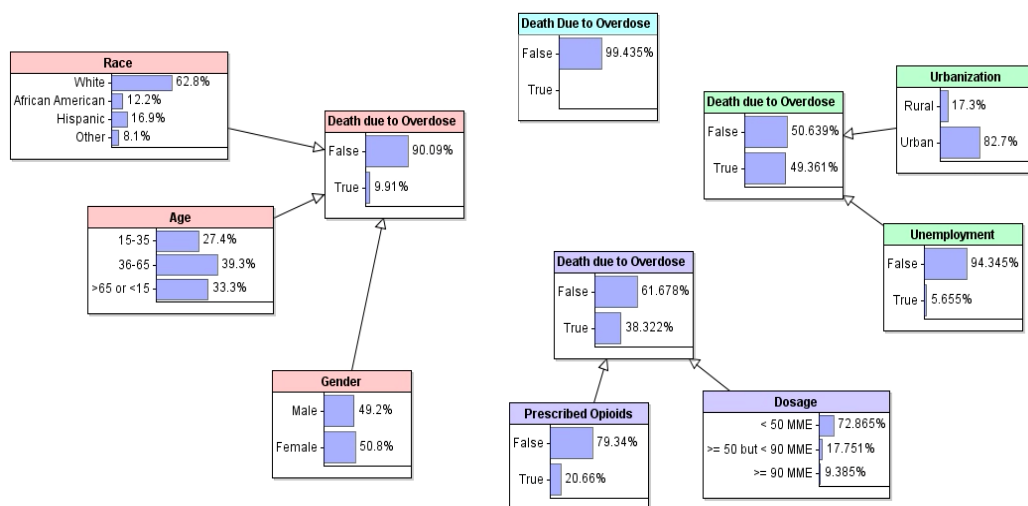 Race
White 62.8%
African American 12.2%
Hispanic 16.9%
Other 8.1%
Death due to Overdose
False 90.09%
True 9.91%
Age
15-35 27.4%
36-65 39.3%
>65 or <15 33.3%
Gender
Male 49.2%
Female 50.8%
Death Due to Overdose
False 99.435%
True
Death due to Overdose
False 50.639%
True 49.361%
Urbanization
Rural 17.3%
Urban 82.7%
Unemployment
False 94.345%
True 5.655%
Death due to Overdose
False 61.678%
True 38.322%
Prescribed Opioids
False 79.34%
True 20.66%
Dosage
< 50 MME 72.865%
>= 50 but < 90 MME 17.751%
>= 90 MME 9.385%